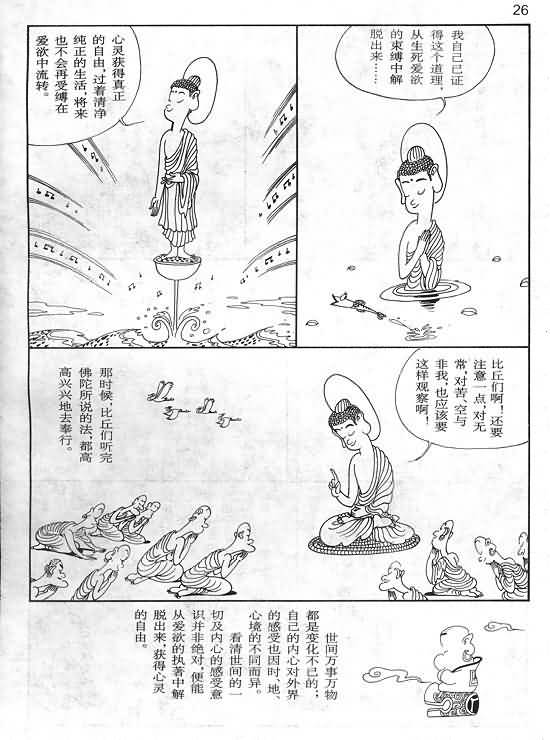 26
我自己已证
得这个道理，
从生死爱欲
的束缚中解
脱出来……
心灵获得真正
的自由，过着清净
纯正的生活，将来
也不会再受缚在
爱欲中流转。
比丘们啊！还要
注意一点，对无
常，对苦、空与
非我，也应该要
这样观察啊！
那时候，比丘们听完
佛陀所说的法，都高
高兴兴地去奉行。
世间万事万物
都是变化不已的；
自己的内心对外界
的感受也因时、地、
心境的不同而异。
看清世间的一
切及内心的感受意
识并非绝对，便能
从爱欲的执著中解
脱出来，获得心灵
的自由。